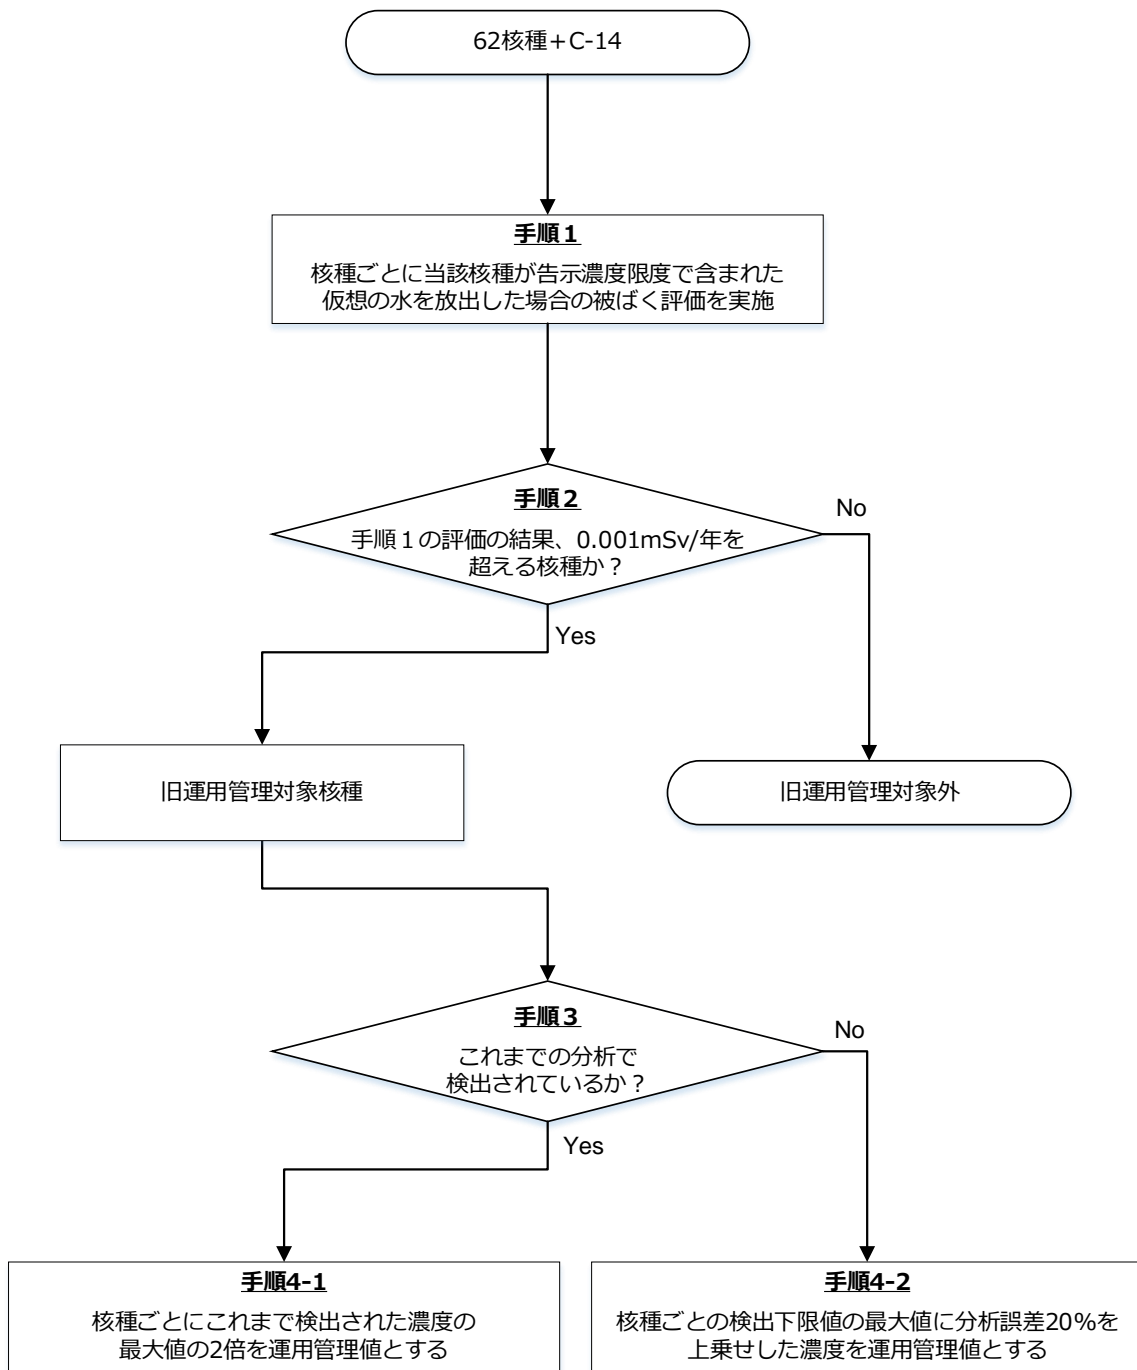 62核種+C-14
手順１
核種ごとに当該核種が告示濃度限度で含まれた
仮想の水を放出した場合の被ばく評価を実施
手順２
手順１の評価の結果、0.001mSv/年を
超える核種か？
No
Yes
旧運用管理対象核種
旧運用管理対象外
手順３
これまでの分析で
検出されているか？
No
Yes
手順4-1
核種ごとにこれまで検出された濃度の
最大値の2倍を運用管理値とする
手順4-2
核種ごとの検出下限値の最大値に分析誤差20%を
上乗せした濃度を運用管理値とする